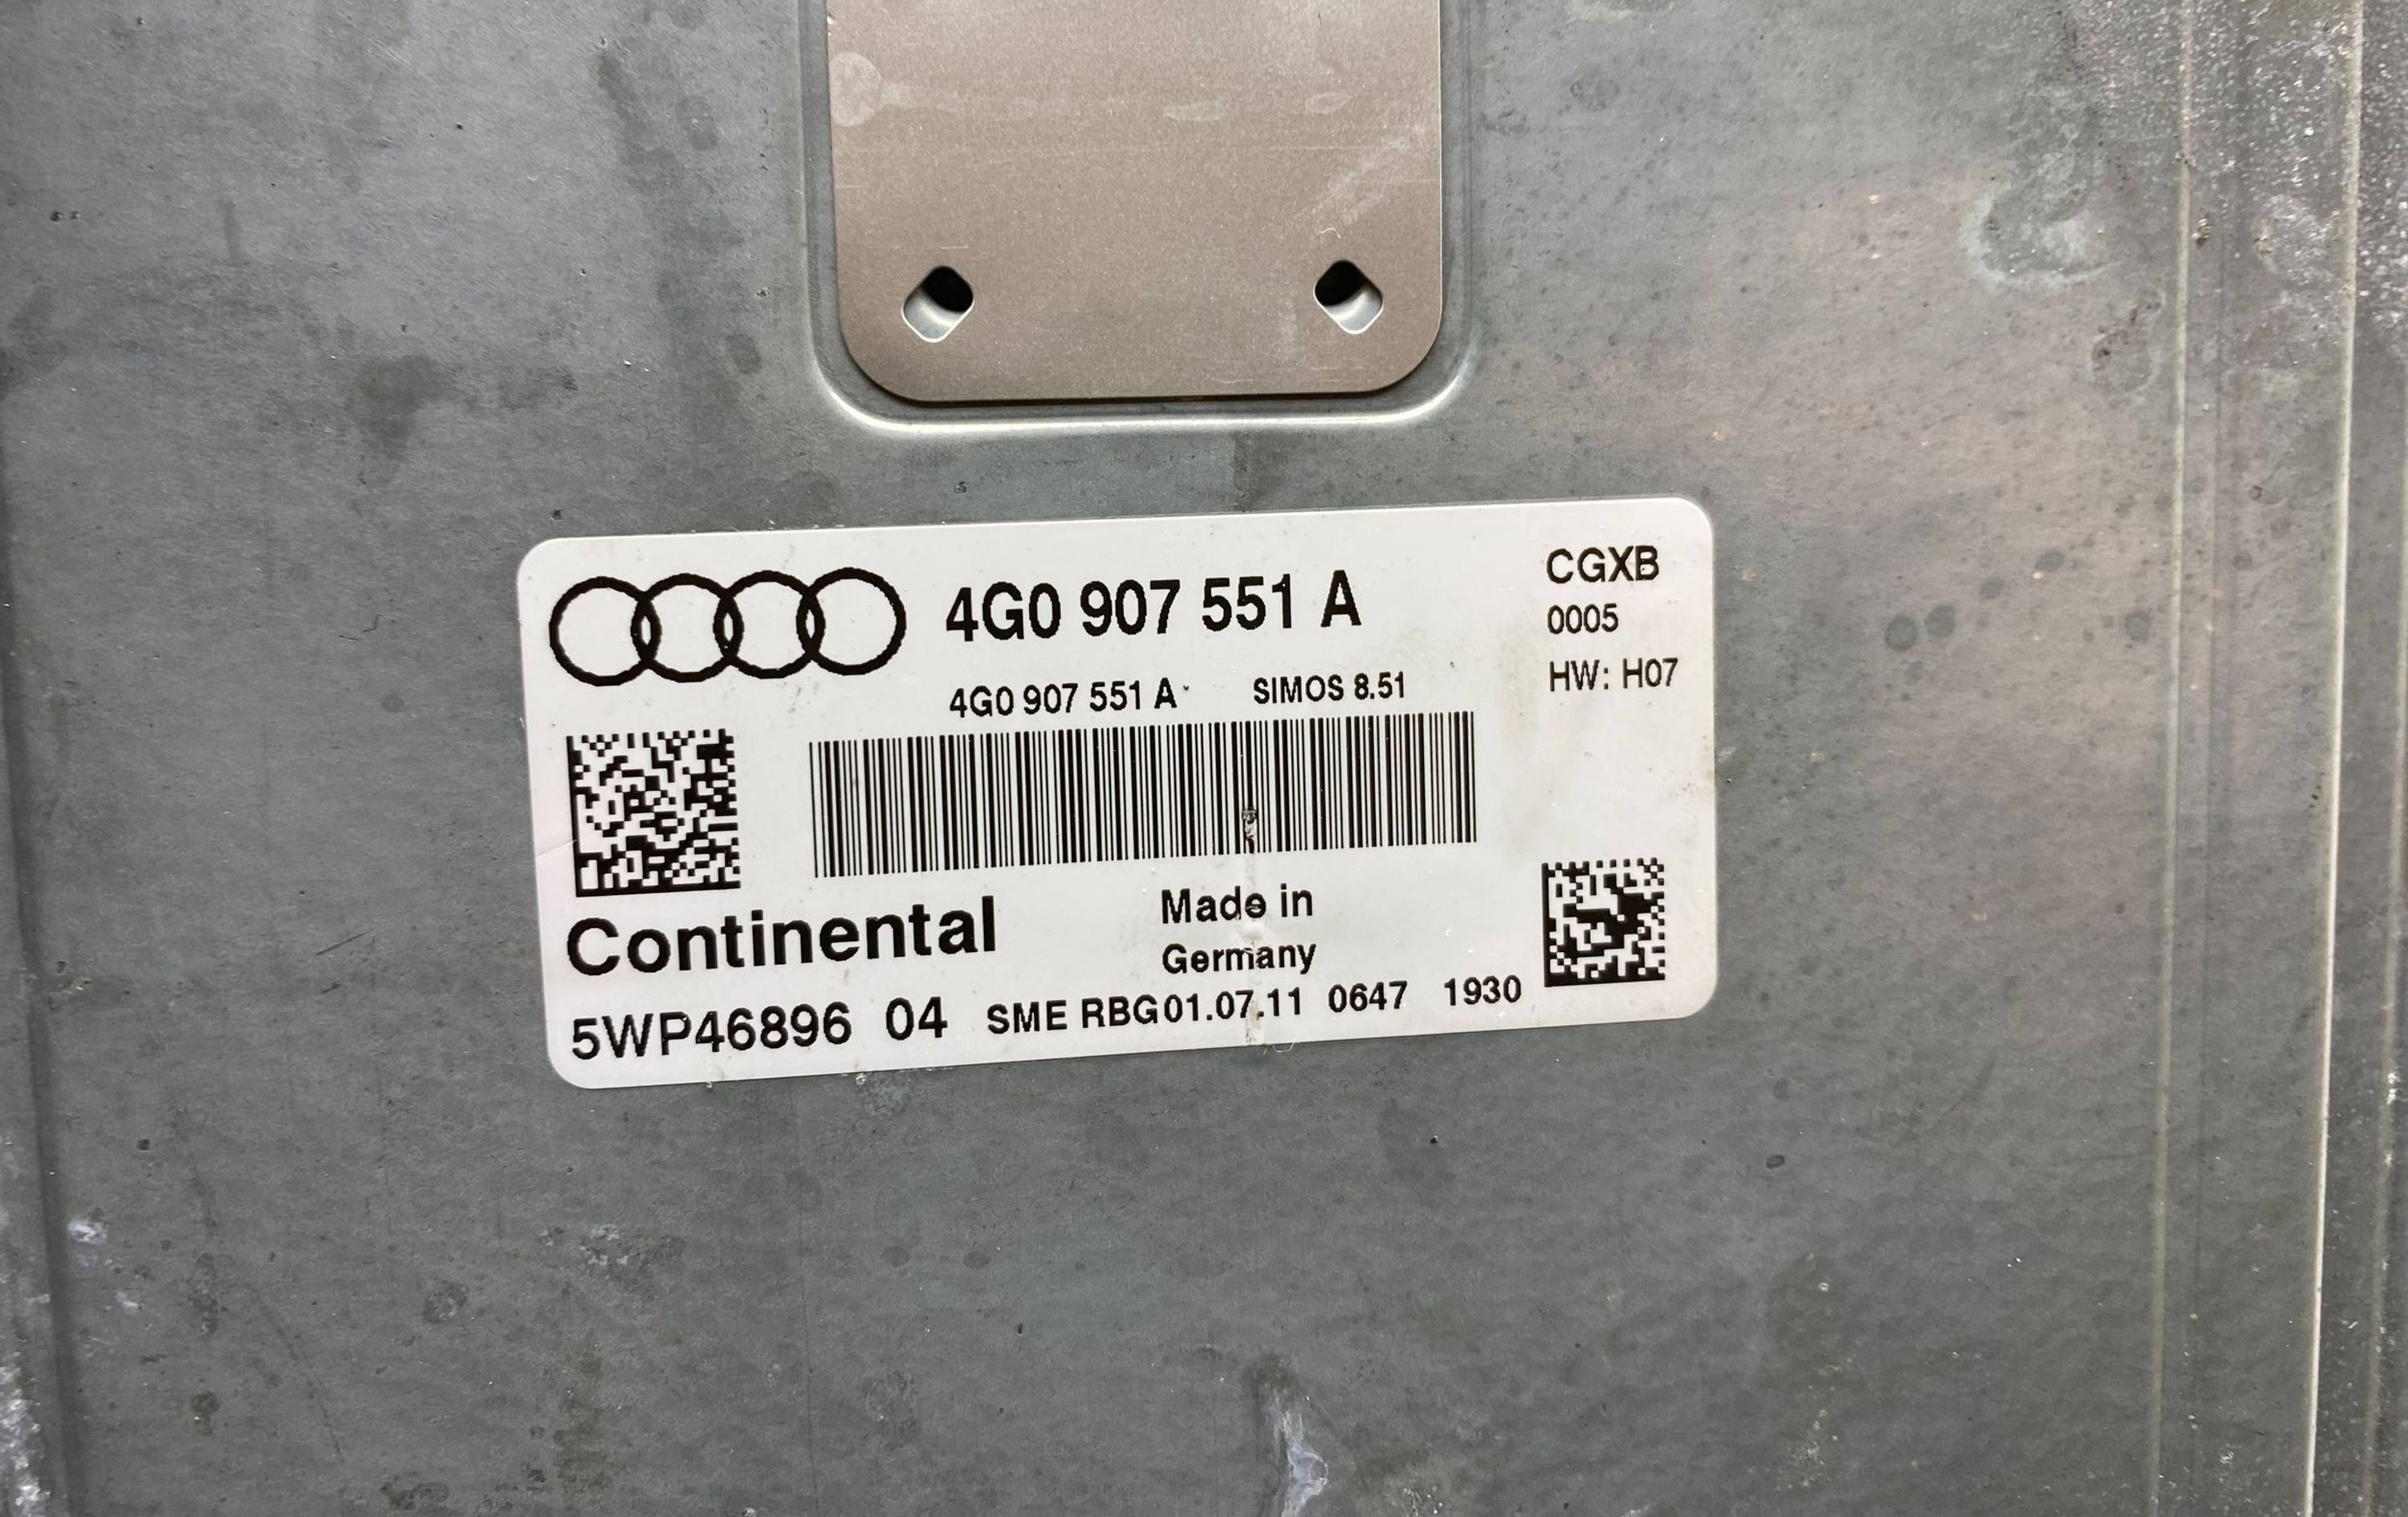 4G0 907 551 A
CGXB
0005
4G0 907 551 A SIMOS 8.51
HW: H07
Continental
Made in
Germany
5WP46896 04 SME RBG01.07.11 0647 1930